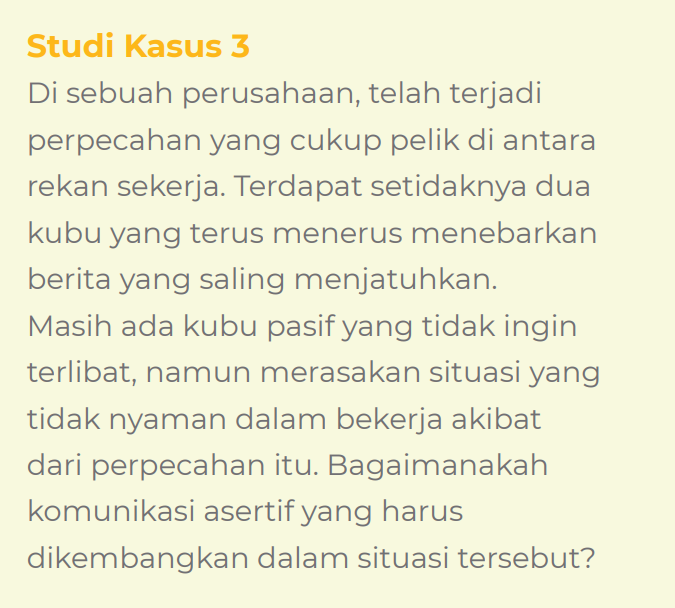 Studi Kasus 3
Di sebuah perusahaan, telah terjadi
perpecahan yang cukup pelik di antara
rekan sekerja. Terdapat setidaknya dua
kubu yang terus menerus menebarkan
berita yang saling menjatuhkan.
Masih ada kubu pasif yang tidak ingin
terlibat, namun merasakan situasi yang
tidak nyaman dalam bekerja akibat
dari perpecahan itu. Bagaimanakah
komunikasi asertif yang harus
dikembangkan dalam situasi tersebut?